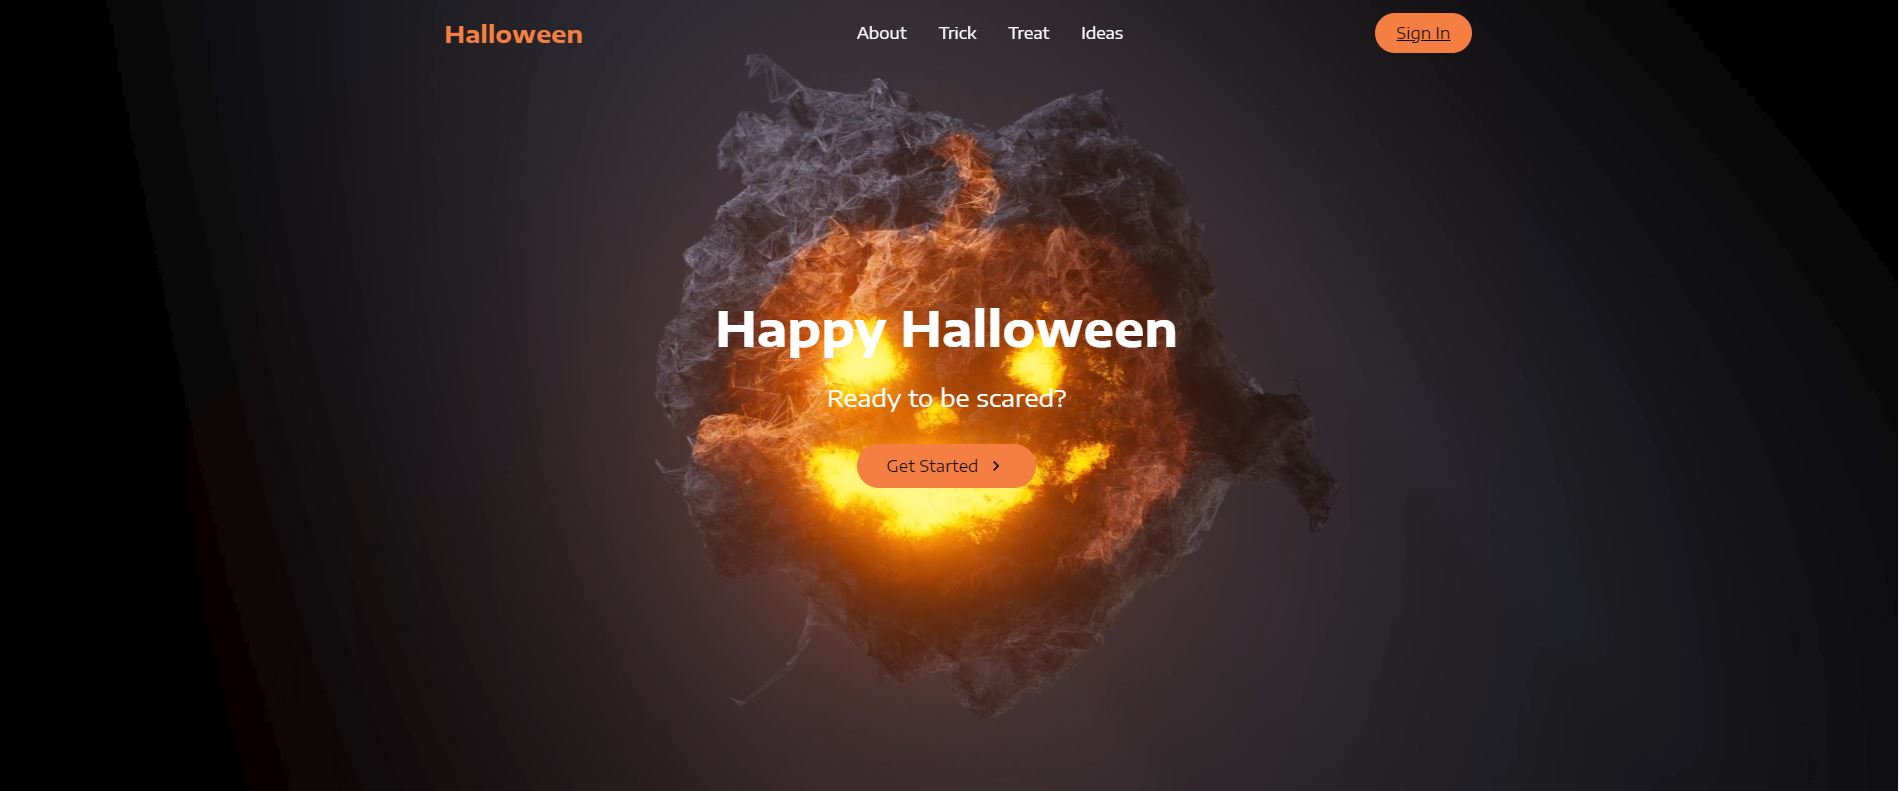 Halloween
About
Trick
Treat
Ideas
Sign In
Happy Halloween
Ready to be scared?
Get Started